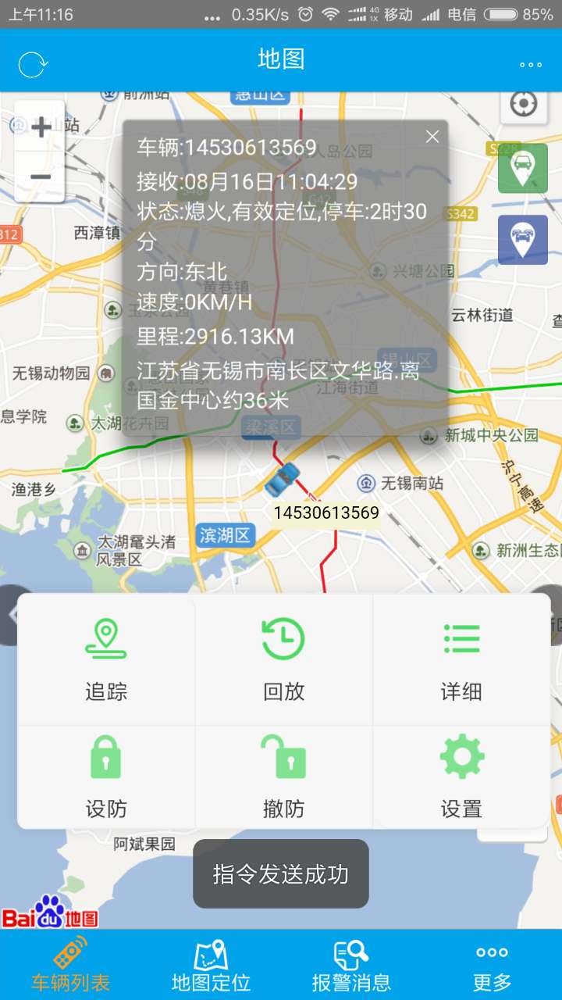 上午11:16
... 0.35K/s 4G 1X 移动 电信 85%
地图
前洲站
惠山区
S228
车辆:14530613569
接收:08月16日11:04:29
状态:熄火,有效定位,停车:2时30
分
方向:东北
速度:0KM/H
里程:2916.13KM
江苏省无锡市南长区文华路.离
国金中心约36米
人岛公园
S342
312
西漳镇
黄巷镇
兴塘公园
云林街道
无锡动物园
锡山区
江海街道
息学院
太湖花卉园
梁溪区
新城中央公园
沪宁高速
渔港乡
无锡南站
14530613569
滨湖区
太湖鼋头渚
风景区
新洲生态
追踪
回放
详细
设防
撤防
设置
阿斌果园
指令发送成功
Bai du 地图
车辆列表
地图定位
报警消息
更多